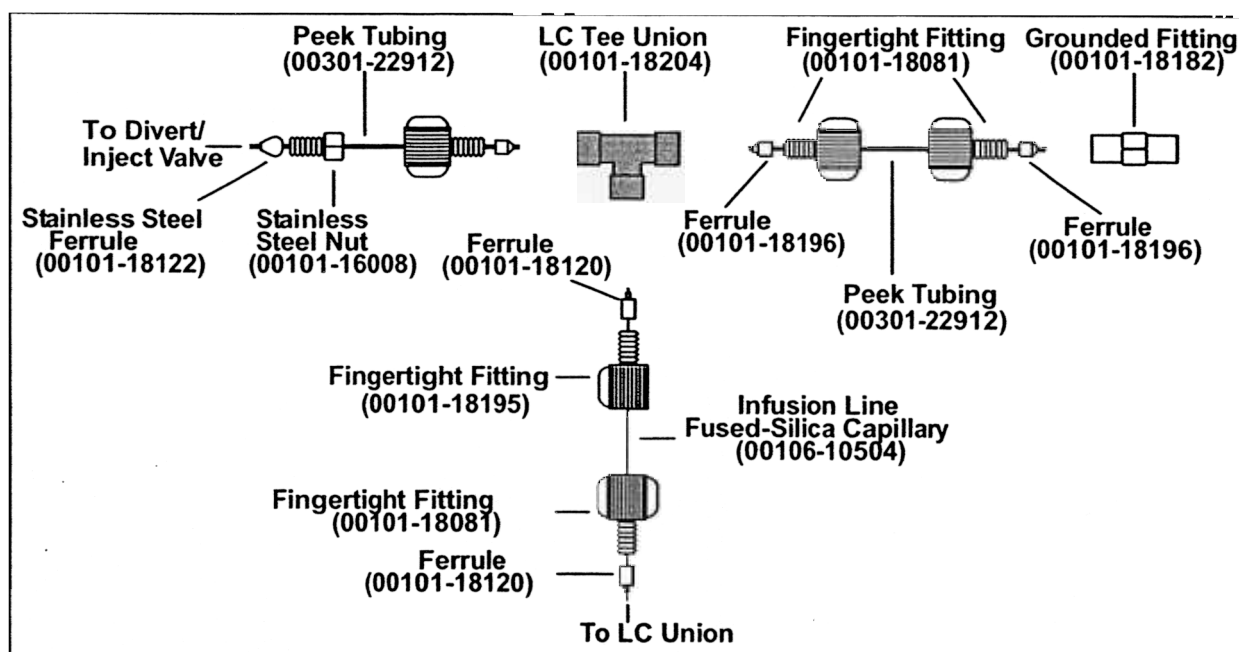 Peek Tubing
(00301-22912)
LC Tee Union
(00101-18204)
Fingertight Fitting
(00101-18081)
Grounded Fitting
(00101-18182)
To Divert/
Inject Valve
Stainless Steel
Ferrule
(00101-18122)
Stainless
Steel Nut
(00101-16008)
Ferrule
(00101-18120)
Ferrule
(00101-18196)
Ferrule
(00101-18196)
Peek Tubing
(00301-22912)
Fingertight Fitting
(00101-18195)
Infusion Line
Fused-Silica Capillary
(00106-10504)
Fingertight Fitting
(00101-18081)
Ferrule
(00101-18120)
To LC Union